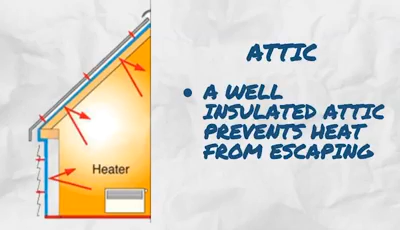 ATTIC
• A WELL
INSULATED ATTIC
PREVENTS HEAT
FROM ESCAPING
Heater